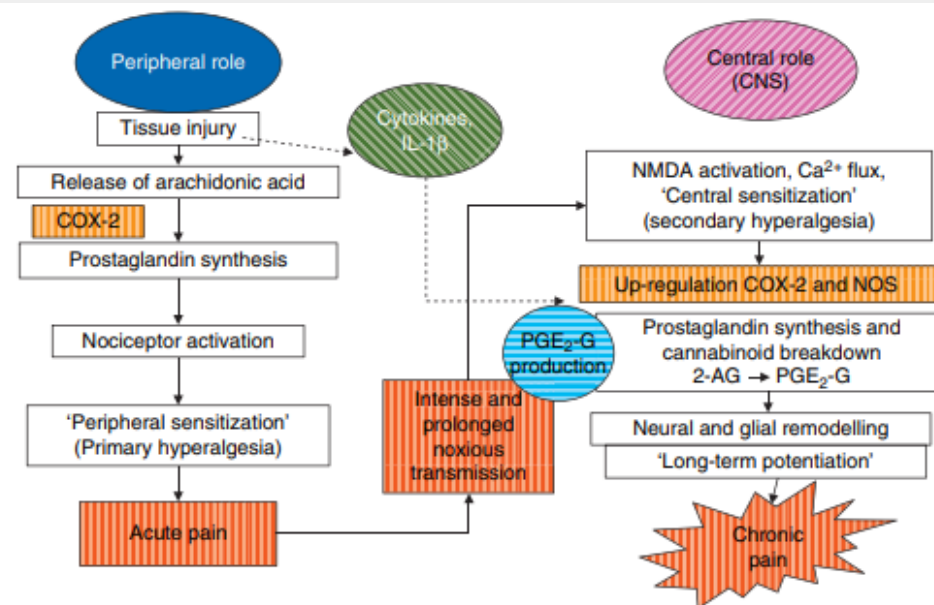 Peripheral role
Tissue injury
Release of arachidonic acid
COX-2
Prostaglandin synthesis
Nociceptor activation
‘Peripheral sensitization’
(Primary hyperalgesia)
Acute pain
Cytokines,
IL-1β
Intense and
prolonged
noxious
transmission
PGE₂-G
production
Central role
(CNS)
NMDA activation, Ca²⁺ flux,
‘Central sensitization’
(secondary hyperalgesia)
Up-regulation COX-2 and NOS
Prostaglandin synthesis and
cannabinoid breakdown
2-AG → PGE₂-G
Neural and glial remodelling
‘Long-term potentiation’
Chronic
pain